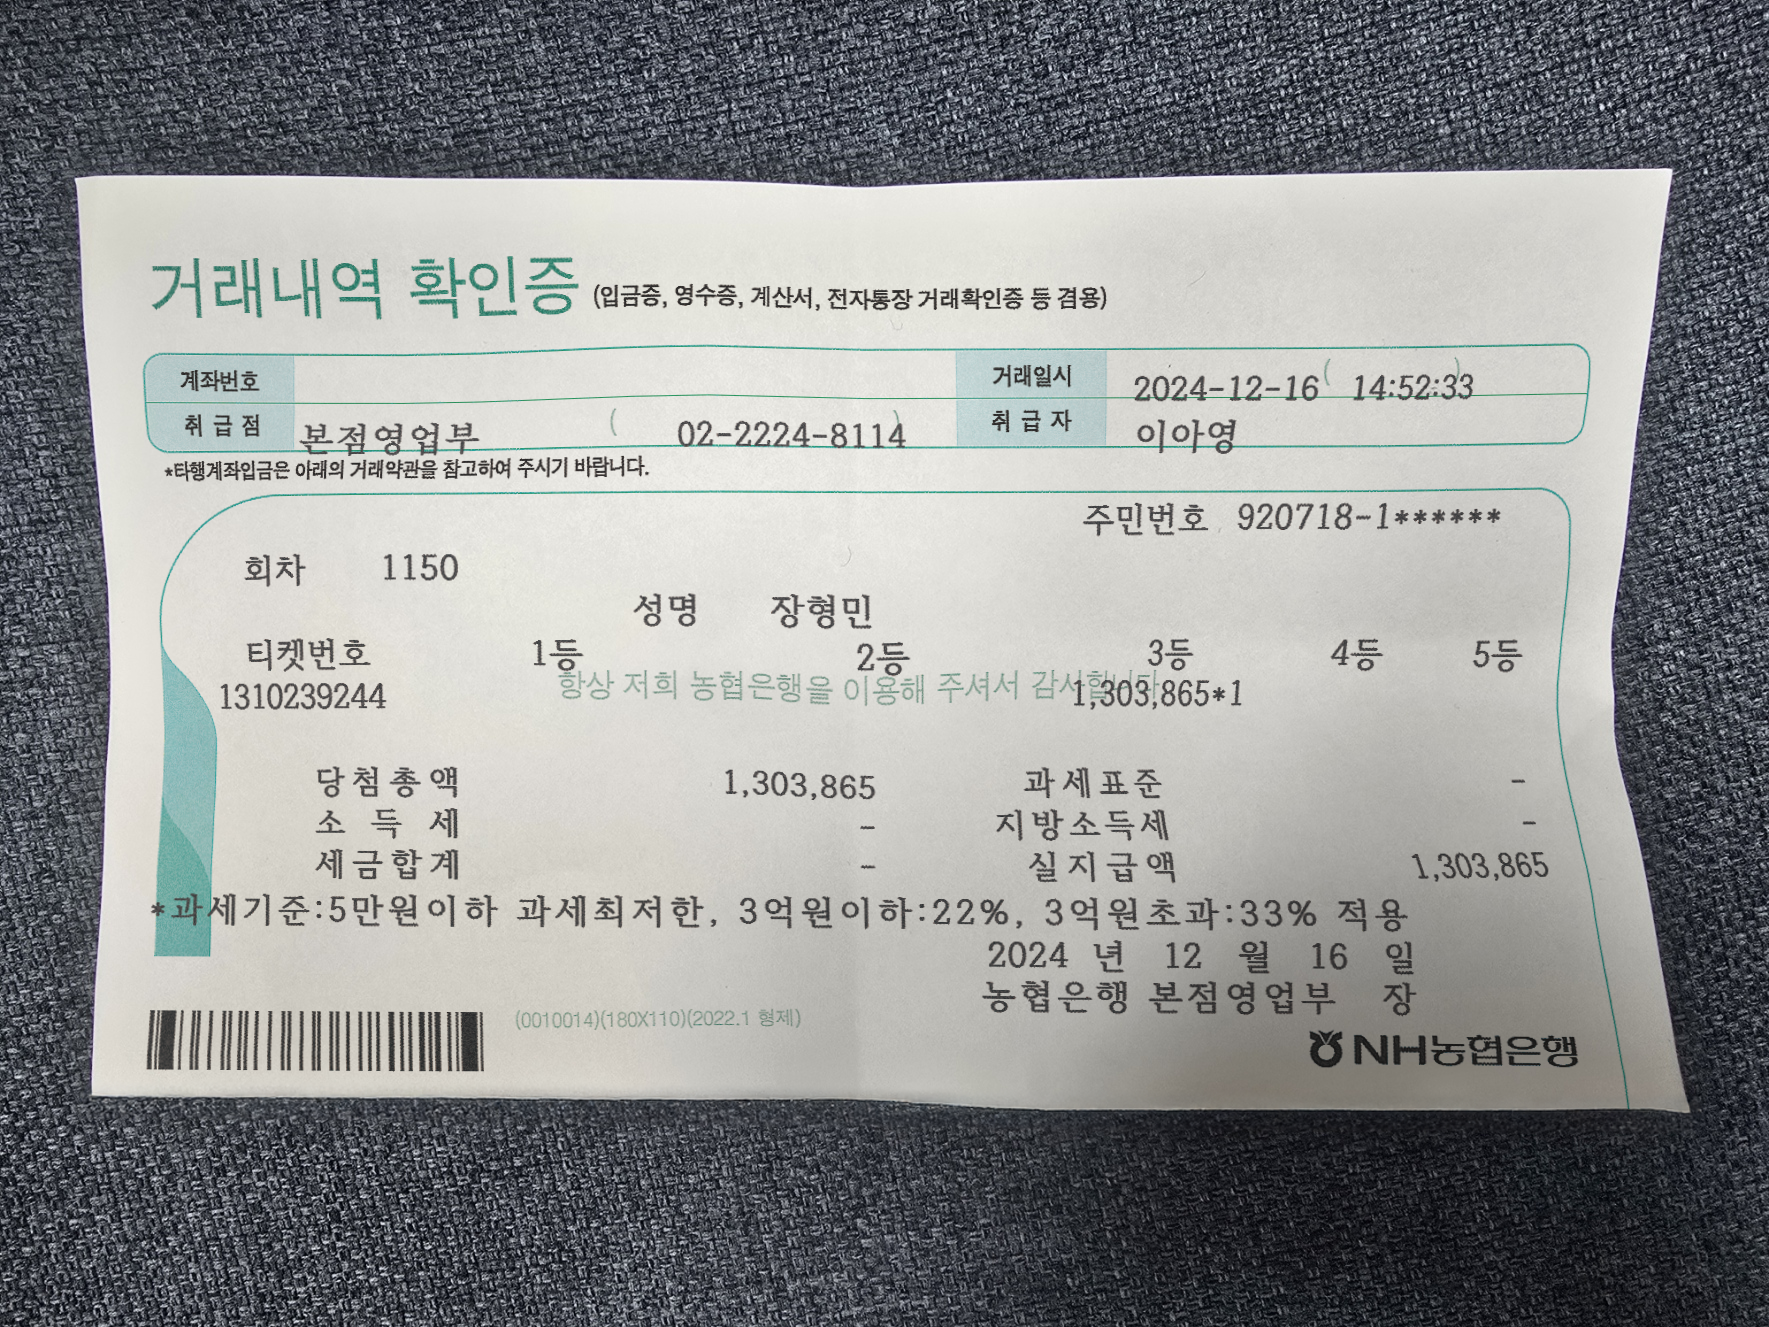 거래내역 확인증 (입금증, 영수증, 계산서, 전자통장 거래확인증 등 겸용)
계좌번호 거래일시 2024-12-16 ( 14:52:33 )
취 급 점 본점영업부 ( 02-2224-8114 ) 취 급 자 이아영
*타행계좌입금은 아래의 거래약관을 참고하여 주시기 바랍니다.
주민번호 920718-1******
회차 1150
성명 장형민
티켓번호 1등 2등 3등 4등 5등
항상 저희 농협은행을 이용해 주셔서 감사합니다
1310239244 1,303,865*1
당첨총액 1,303,865 과세표준 -
소 득 세 - 지방소득세 -
세금합계 - 실지급액 1,303,865
*과세기준:5만원이하 과세최저한, 3억원이하:22%, 3억원초과:33% 적용
2024 년 12 월 16 일
농협은행 본점영업부 장
(0010014)(180X110)(2022.1 형제)
NH농협은행